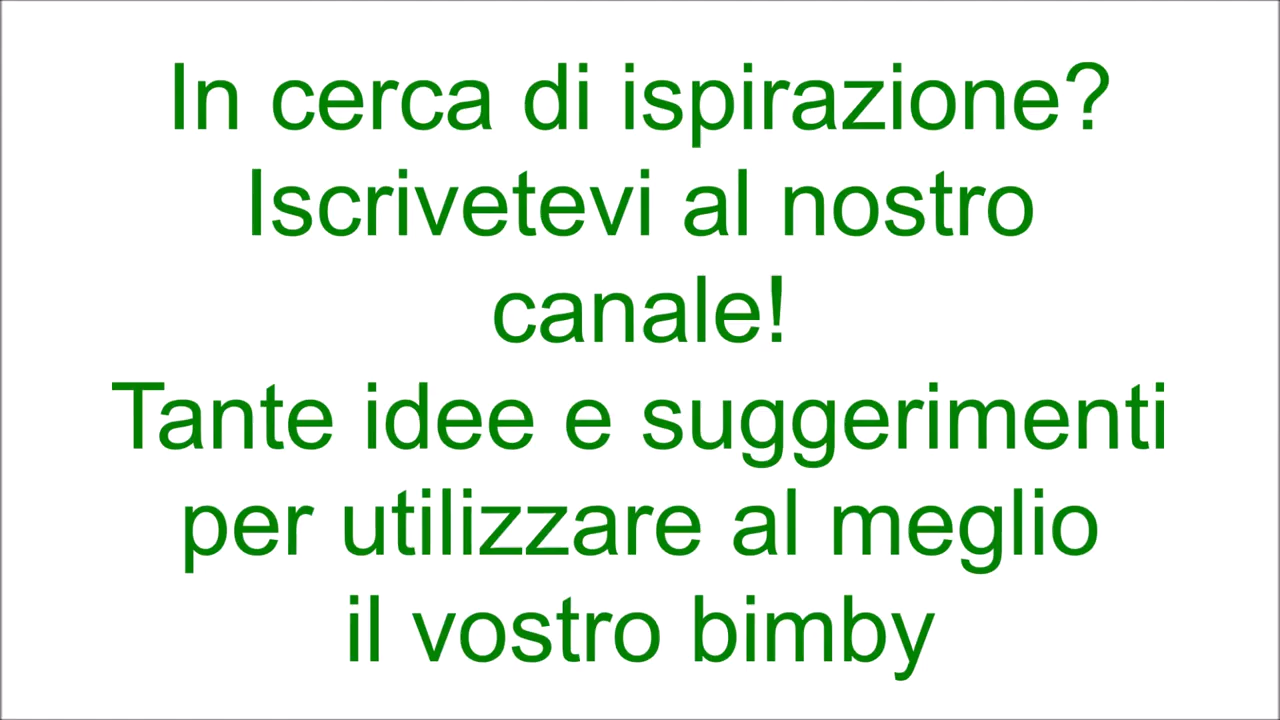 In cerca di ispirazione?
Iscrivetevi al nostro
canale!
Tante idee e suggerimenti
per utilizzare al meglio
il vostro bimby